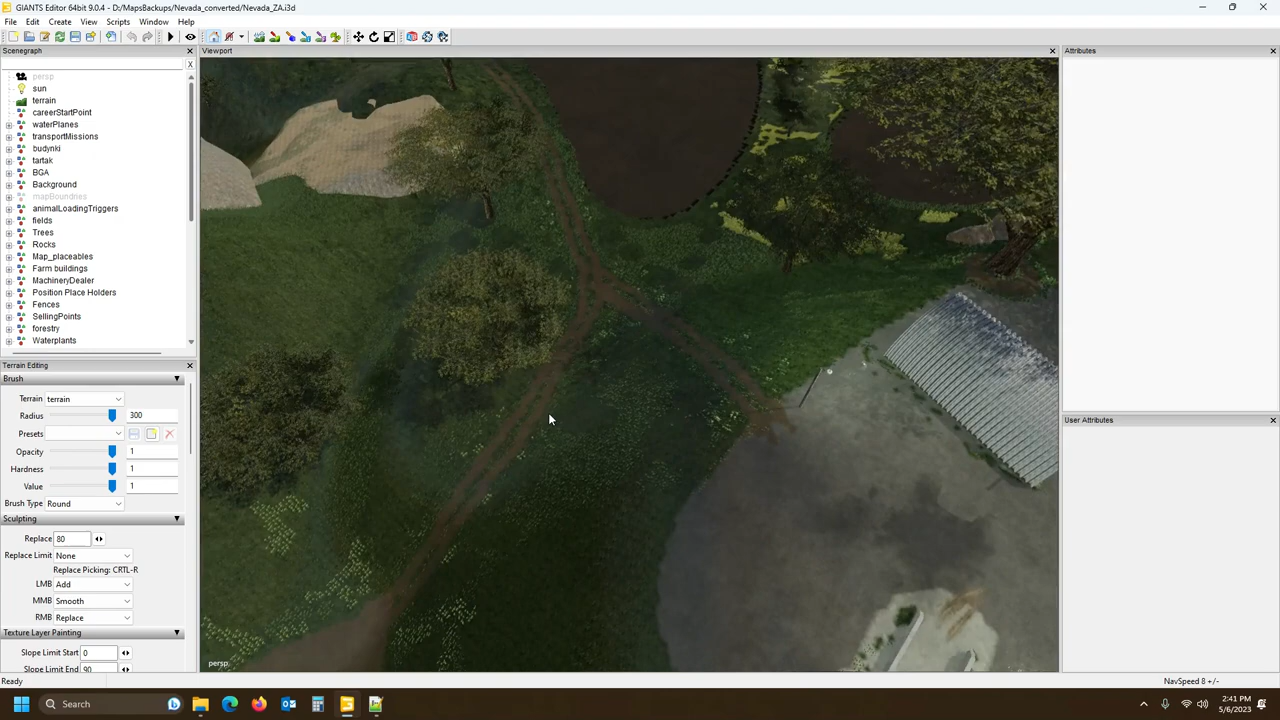 GIANTS Editor 64bit 9.0.4 - D:/MapsBackups/Nevada_converted/Nevada_ZA.i3d
File Edit Create View Scripts Window Help
Scenegraph
X
persp
sun
terrain
careerStartPoint
waterPlanes
transportMissions
budynki
tartak
BGA
Background
mapBoundries
animalLoadingTriggers
fields
Trees
Rocks
Map_placeables
Farm buildings
MachineryDealer
Position Place Holders
Fences
SellingPoints
forestry
Waterplants
Terrain Editing
Brush
Terrain terrain
Radius 300
Presets
Opacity 1
Hardness 1
Value 1
Brush Type Round
Sculpting
Replace 80
Replace Limit None
Replace Picking: CRTL-R
LMB Add
MMB Smooth
RMB Replace
Texture Layer Painting
Slope Limit Start 0
Slope Limit End 90
Viewport
persp
Attributes
User Attributes
Ready
NavSpeed 8 +/-
Search
2:41 PM
5/6/2023